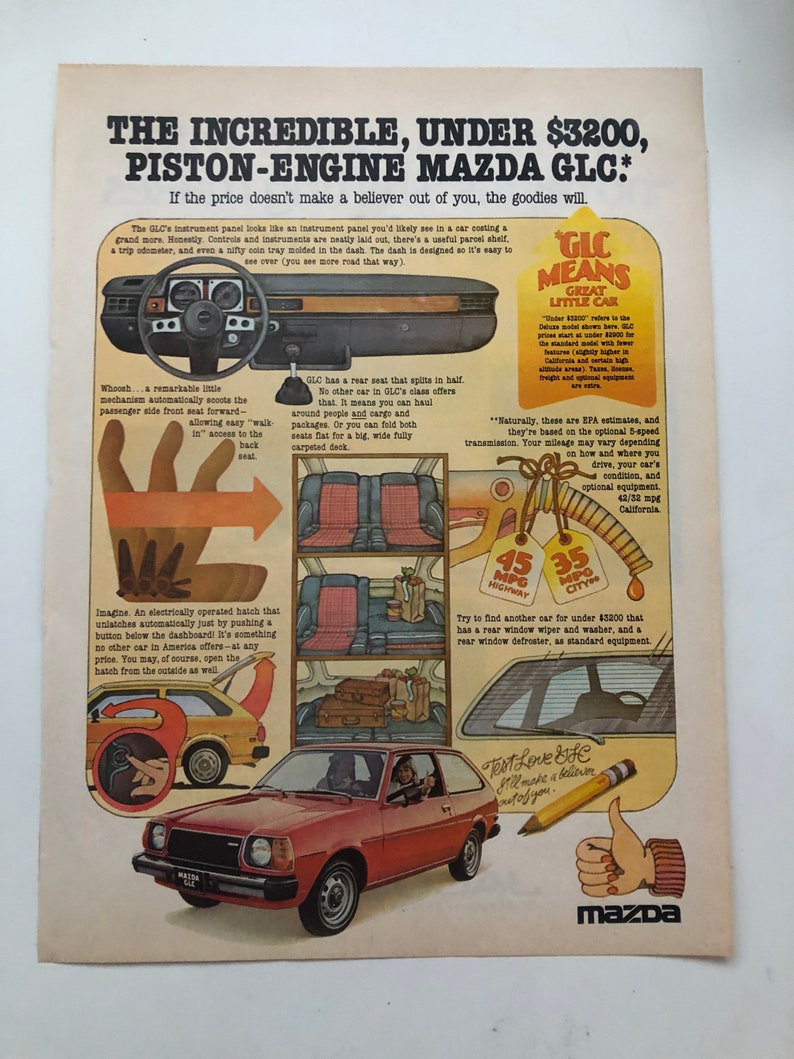 THE INCREDIBLE, UNDER $3200,
PISTON-ENGINE MAZDA GLC.*
If the price doesn't make a believer out of you, the goodies will.
The GLC's instrument panel looks like an instrument panel you'd likely see in a car costing a
grand more. Honestly. Controls and instruments are neatly laid out, there's a useful parcel shelf,
a trip odometer, and even a nifty coin tray molded in the dash. The dash is designed so it's easy to
see over (you see more road that way).
*GLC
MEANS
GREAT
LITTLE CAR
"Under $3200" refers to the
Deluxe model shown here. GLC
prices start at under $2900 for
the standard model with fewer
features (slightly higher in
California and certain high
altitude areas). Taxes, license,
freight and optional equipment
are extra.
Whoosh...a remarkable little
mechanism automatically scoots the
passenger side front seat forward—
allowing easy "walk-
in" access to the
back
seat.
GLC has a rear seat that splits in half.
No other car in GLC's class offers
that. It means you can haul
around people and cargo and
packages. Or you can fold both
seats flat for a big, wide fully
carpeted deck.
**Naturally, these are EPA estimates, and
they're based on the optional 5-speed
transmission. Your mileage may vary depending
on how and where you
drive, your car's
condition, and
optional equipment.
42/32 mpg
California.
45
MPG
HIGHWAY
35
MPG
CITY**
Imagine. An electrically operated hatch that
unlatches automatically just by pushing a
button below the dashboard! It's something
no other car in America offers—at any
price. You may, of course, open the
hatch from the outside as well.
Try to find another car for under $3200 that
has a rear window wiper and washer, and a
rear window defroster, as standard equipment.
Test Love GLC
It'll make a believer
out of you.
MAZDA
GLC
mazda